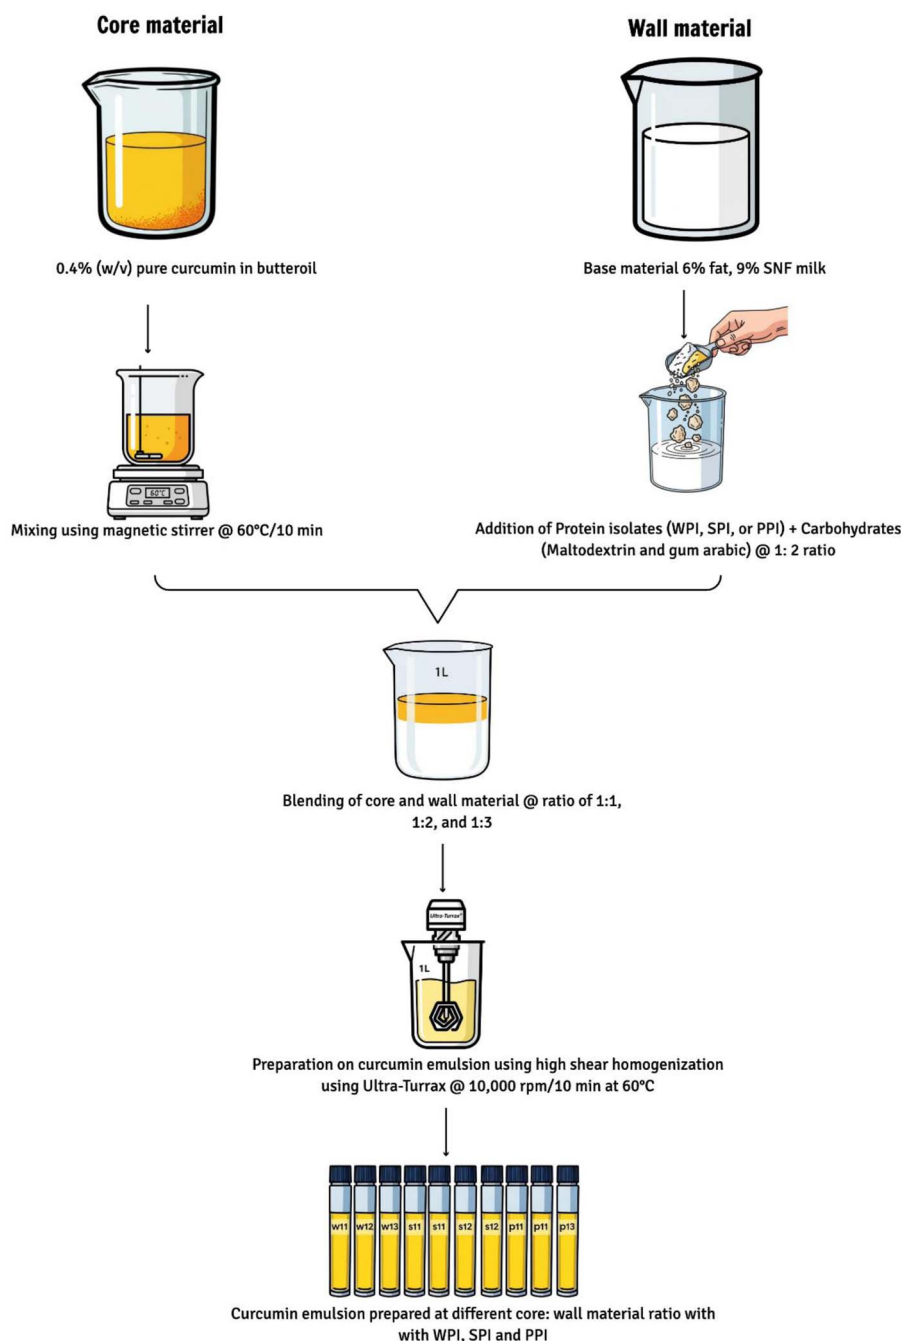 Core material
Wall material
0.4% (w/v) pure curcumin in butteroil
Base material 6% fat, 9% SNF milk
60°C
Mixing using magnetic stirrer @ 60°C/10 min
Addition of Protein isolates (WPI, SPI, or PPI) + Carbohydrates
(Maltodextrin and gum arabic) @ 1: 2 ratio
1L
Blending of core and wall material @ ratio of 1:1,
1:2, and 1:3
Ultra-Turrax®
1L
Preparation on curcumin emulsion using high shear homogenization
using Ultra-Turrax @ 10,000 rpm/10 min at 60°C
w11 w12 w13 s11 s11 s12 s12 p11 p11 p13
Curcumin emulsion prepared at different core: wall material ratio with
with WPI, SPI and PPI